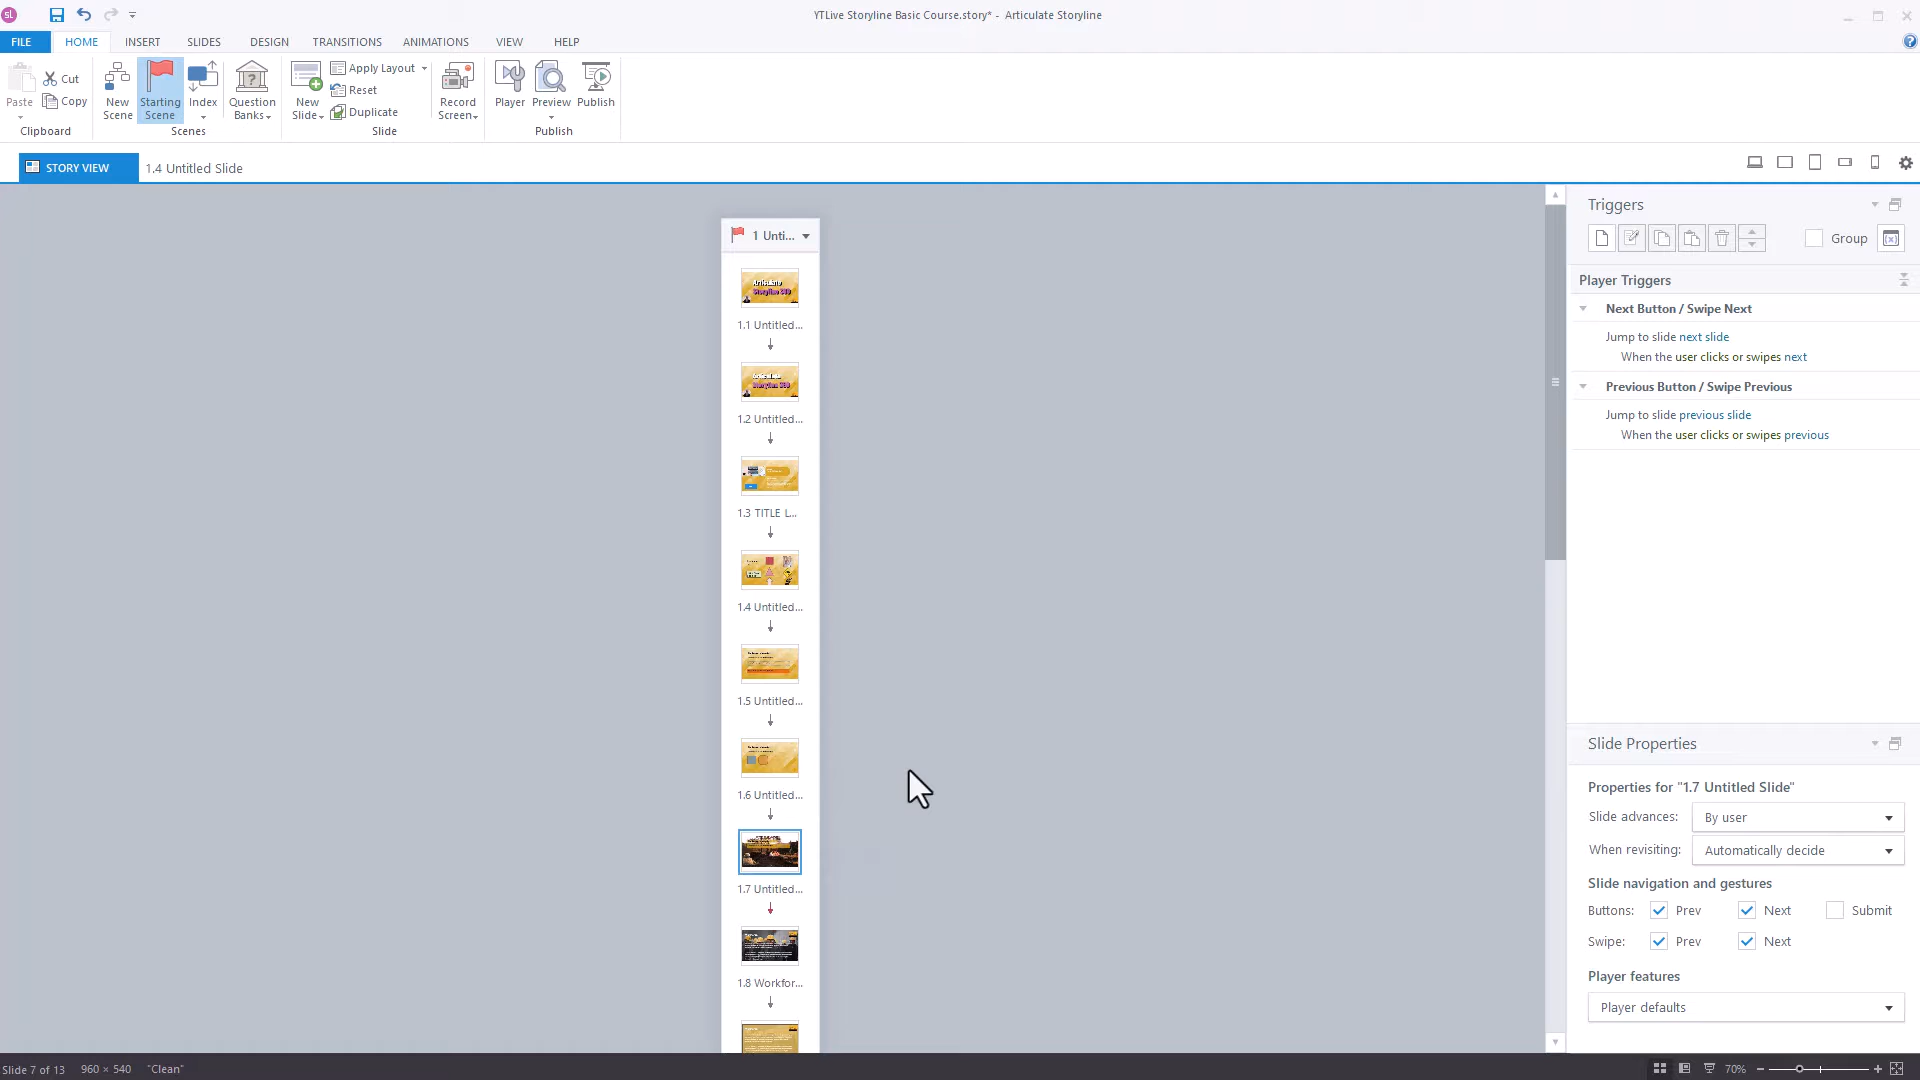 YTLive Storyline Basic Course.story* - Articulate Storyline
FILE HOME INSERT SLIDES DESIGN TRANSITIONS ANIMATIONS VIEW HELP
Paste
Cut
Copy
Clipboard
New Scene
Starting Scene
Index
Question Banks
Scenes
New Slide
Apply Layout
Reset
Duplicate
Slide
Record Screen
Player
Preview
Publish
Publish
STORY VIEW
1.4 Untitled Slide
1 Unti...
1.1 Untitled...
1.2 Untitled...
1.3 TITLE L...
1.4 Untitled...
1.5 Untitled...
1.6 Untitled...
1.7 Untitled...
1.8 Workfor...
Triggers
Group
Player Triggers
Next Button / Swipe Next
Jump to slide next slide
When the user clicks or swipes next
Previous Button / Swipe Previous
Jump to slide previous slide
When the user clicks or swipes previous
Slide Properties
Properties for "1.7 Untitled Slide"
Slide advances: By user
When revisiting: Automatically decide
Slide navigation and gestures
Buttons: Prev Next Submit
Swipe: Prev Next
Player features
Player defaults
Slide 7 of 13 960 × 540 "Clean" 70%